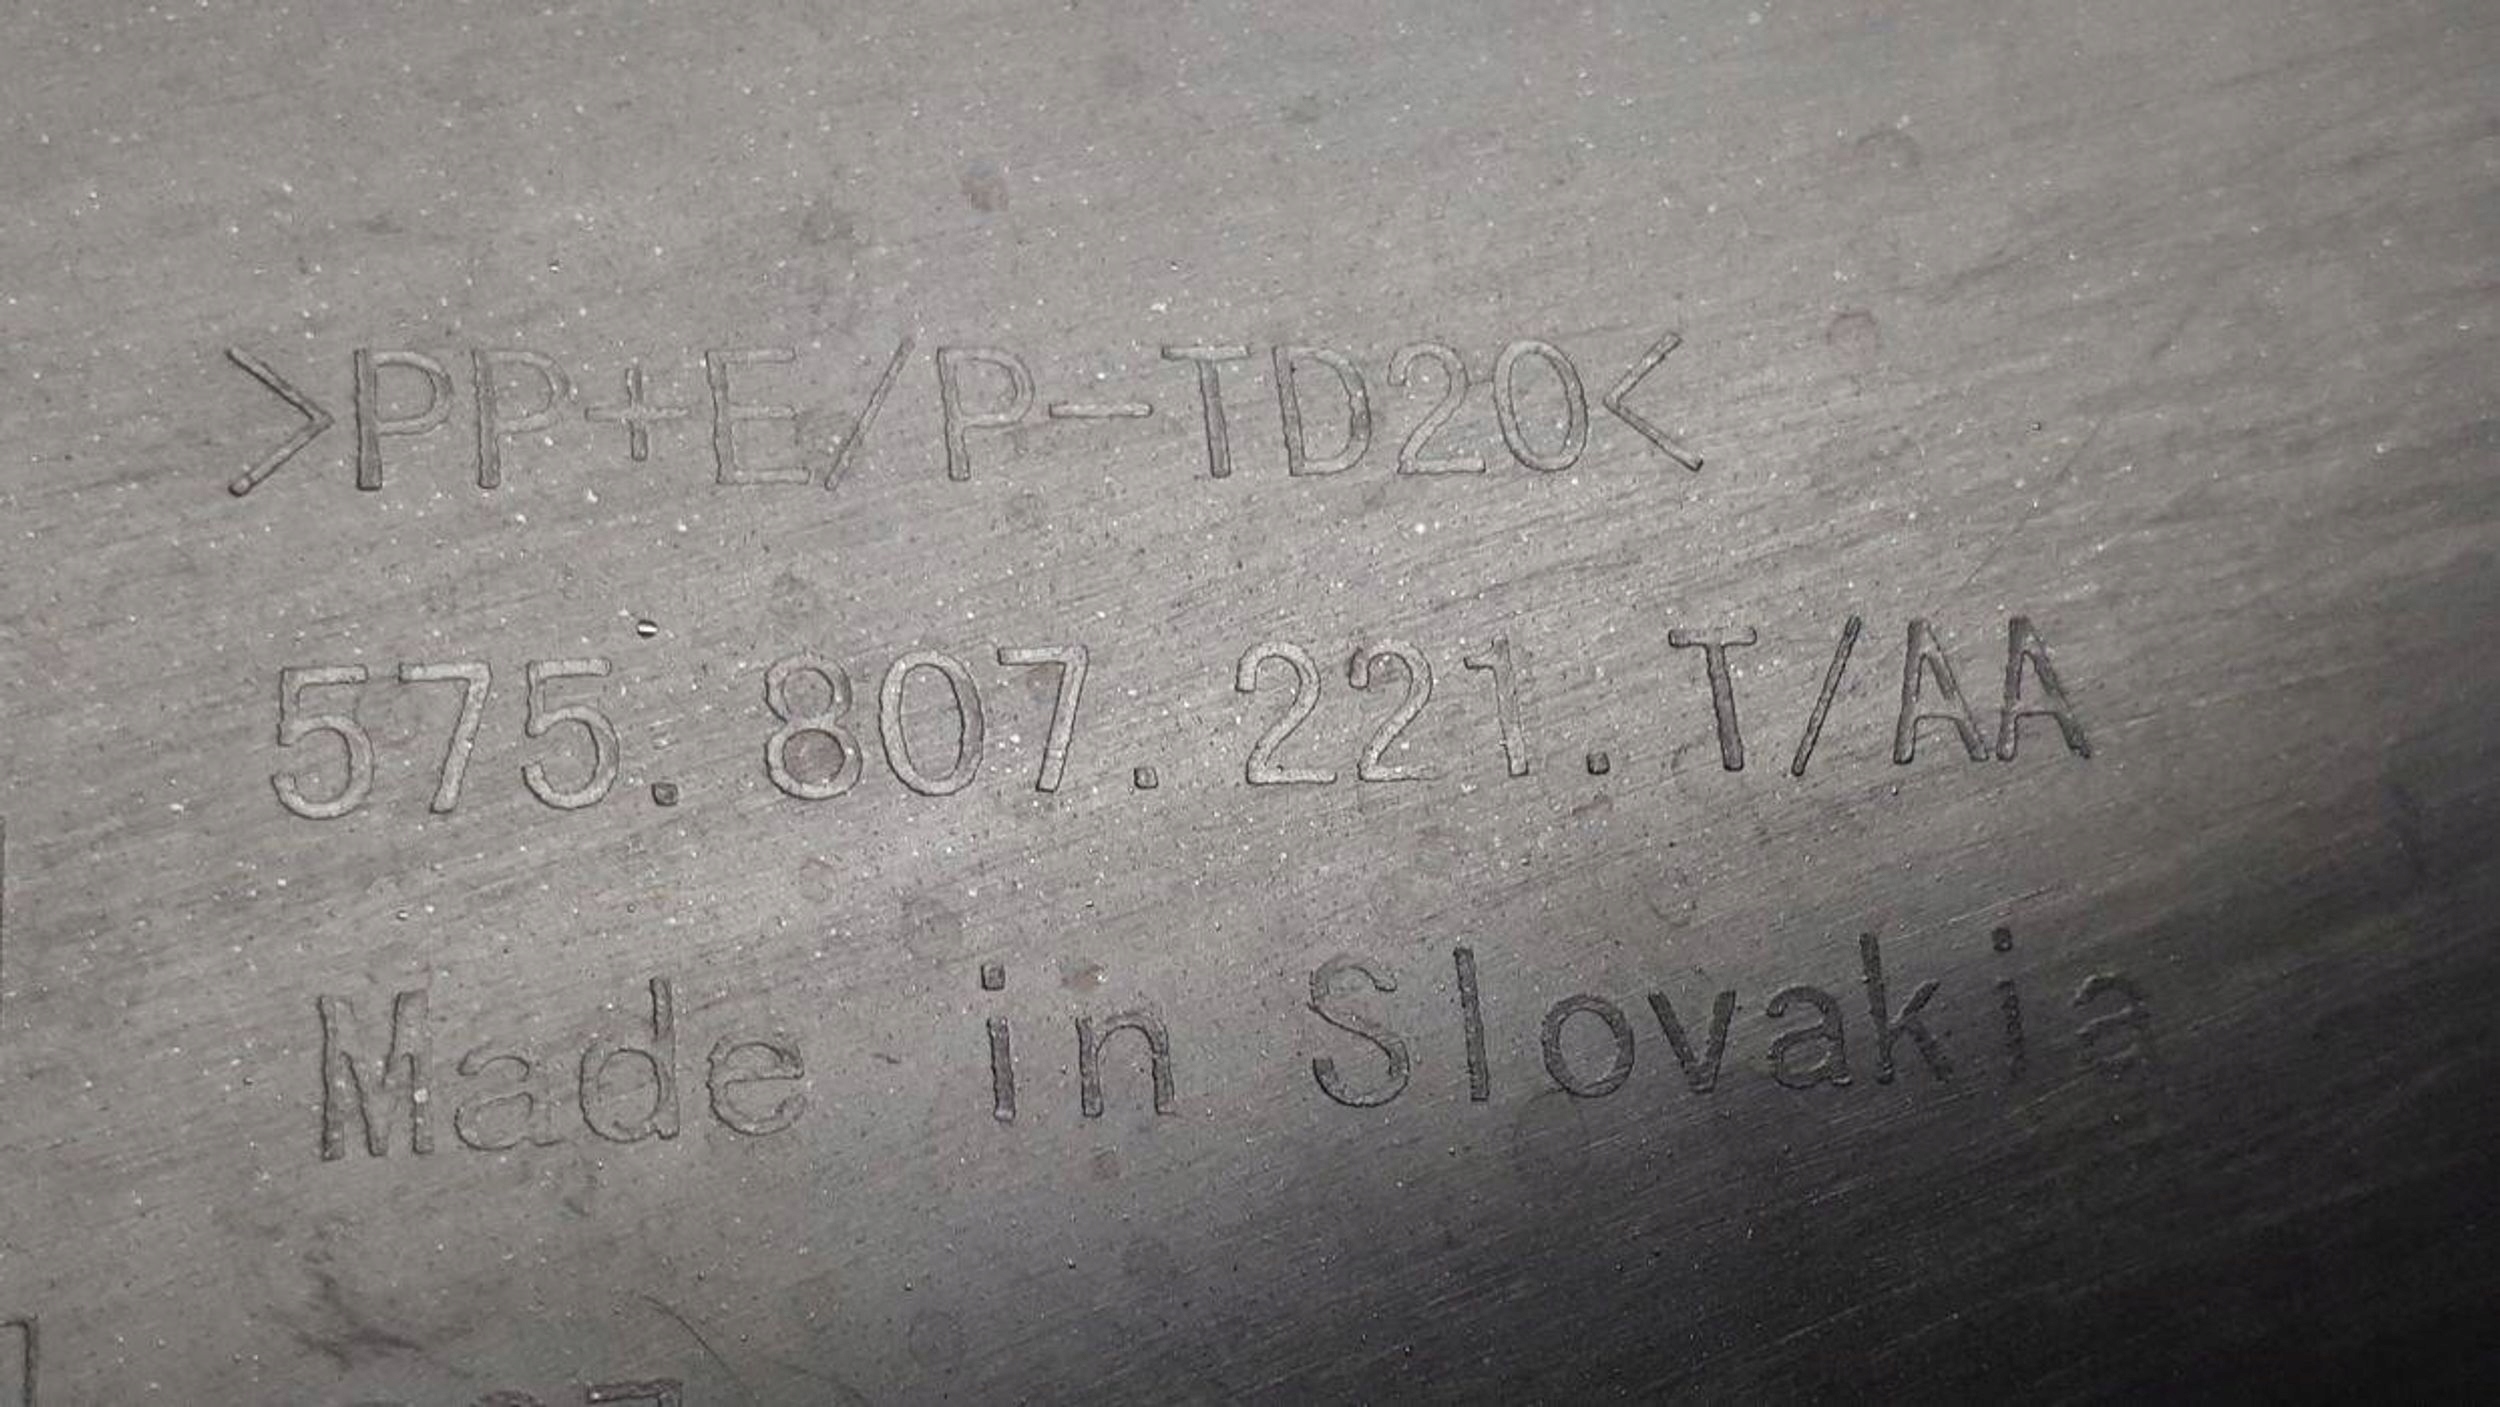 >PP+E/P-TD20<
575.807.221.T/AA
Made in Slovakia